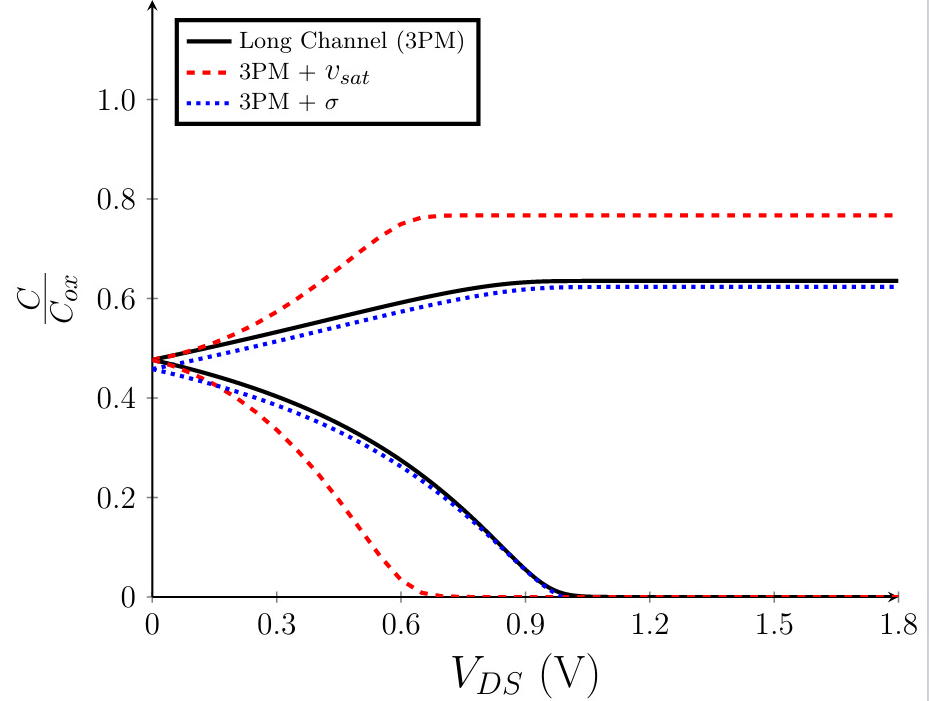 Long Channel (3PM)
3PM + v_sat
3PM + σ
1.0
0.8
0.6
0.4
0.2
0
C
C_ox
0 0.3 0.6 0.9 1.2 1.5 1.8
V_DS (V)